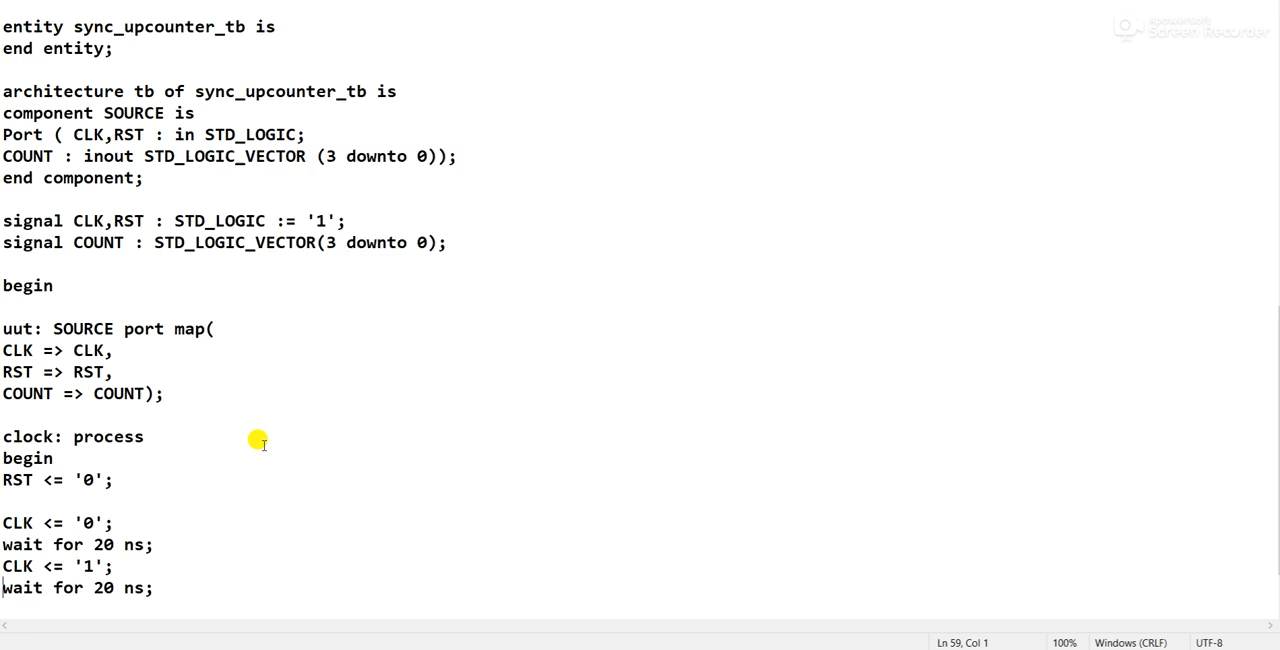 Apowersoft
Screen Recorder
entity sync_upcounter_tb is
end entity;
architecture tb of sync_upcounter_tb is
component SOURCE is
Port ( CLK,RST : in STD_LOGIC;
COUNT : inout STD_LOGIC_VECTOR (3 downto 0));
end component;
signal CLK,RST : STD_LOGIC := '1';
signal COUNT : STD_LOGIC_VECTOR(3 downto 0);
begin
uut: SOURCE port map(
CLK => CLK,
RST => RST,
COUNT => COUNT);
clock: process
begin
RST <= '0';
CLK <= '0';
wait for 20 ns;
CLK <= '1';
wait for 20 ns;
Ln 59, Col 1 100% Windows (CRLF) UTF-8